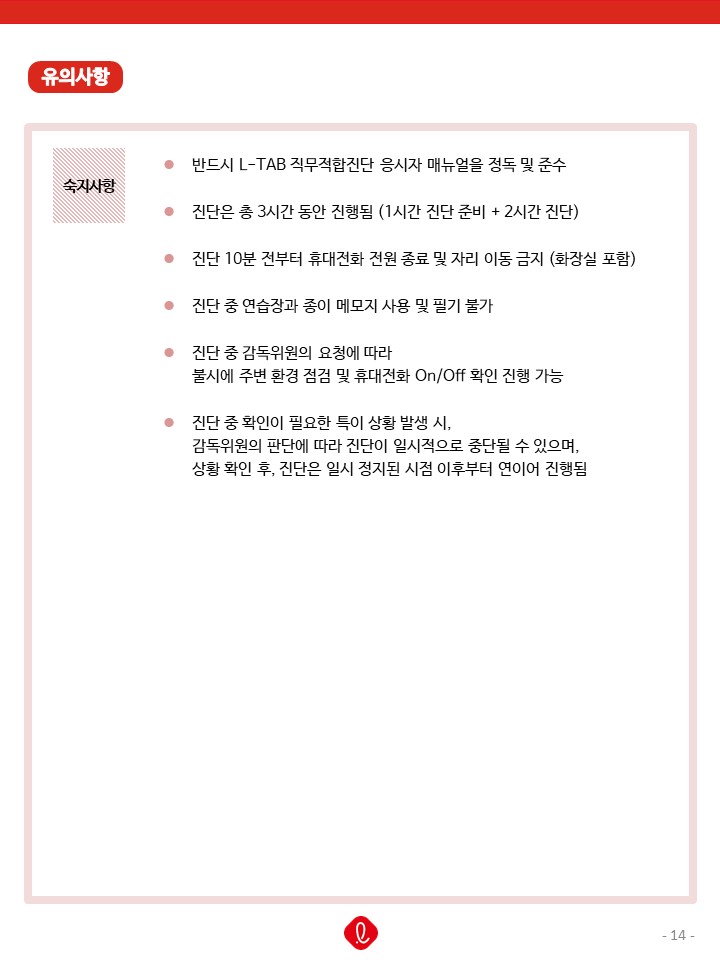 유의사항
숙지사항
반드시 L-TAB 직무적합진단 응시자 매뉴얼을 정독 및 준수
진단은 총 3시간 동안 진행됨 (1시간 진단 준비 + 2시간 진단)
진단 10분 전부터 휴대전화 전원 종료 및 자리 이동 금지 (화장실 포함)
진단 중 연습장과 종이 메모지 사용 및 필기 불가
진단 중 감독위원의 요청에 따라
불시에 주변 환경 점검 및 휴대전화 On/Off 확인 진행 가능
진단 중 확인이 필요한 특이 상황 발생 시,
감독위원의 판단에 따라 진단이 일시적으로 중단될 수 있으며,
상황 확인 후, 진단은 일시 정지된 시점 이후부터 연이어 진행됨
- 14 -